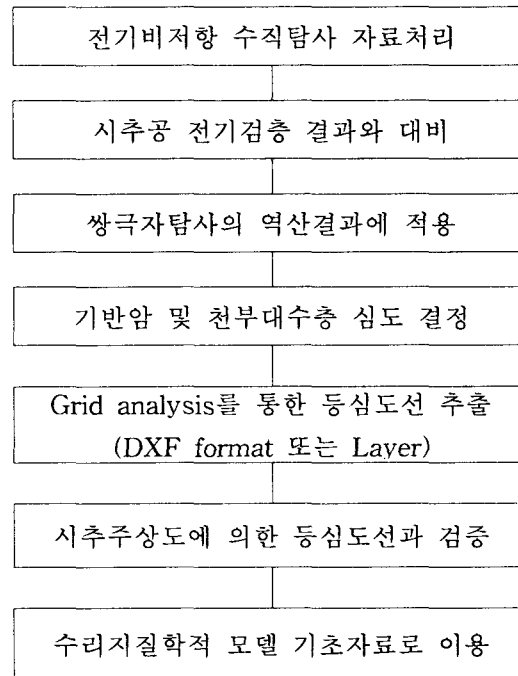 전기비저항 수직탐사 자료처리
시추공 전기검층 결과와 대비
쌍극자탐사의 역산결과에 적용
기반암 및 천부대수층 심도 결정
Grid analysis를 통한 등심도선 추출
(DXF format 또는 Layer)
시추주상도에 의한 등심도선과 검증
수리지질학적 모델 기초자료로 이용